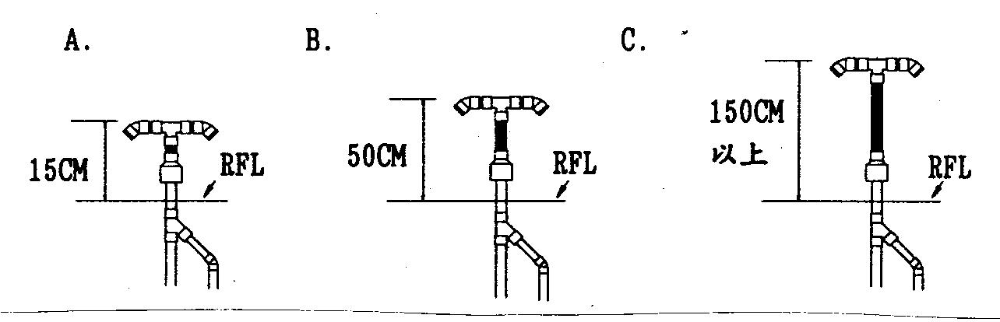 A.
B.
C.
15CM
RFL
50CM
RFL
150CM
以上
RFL